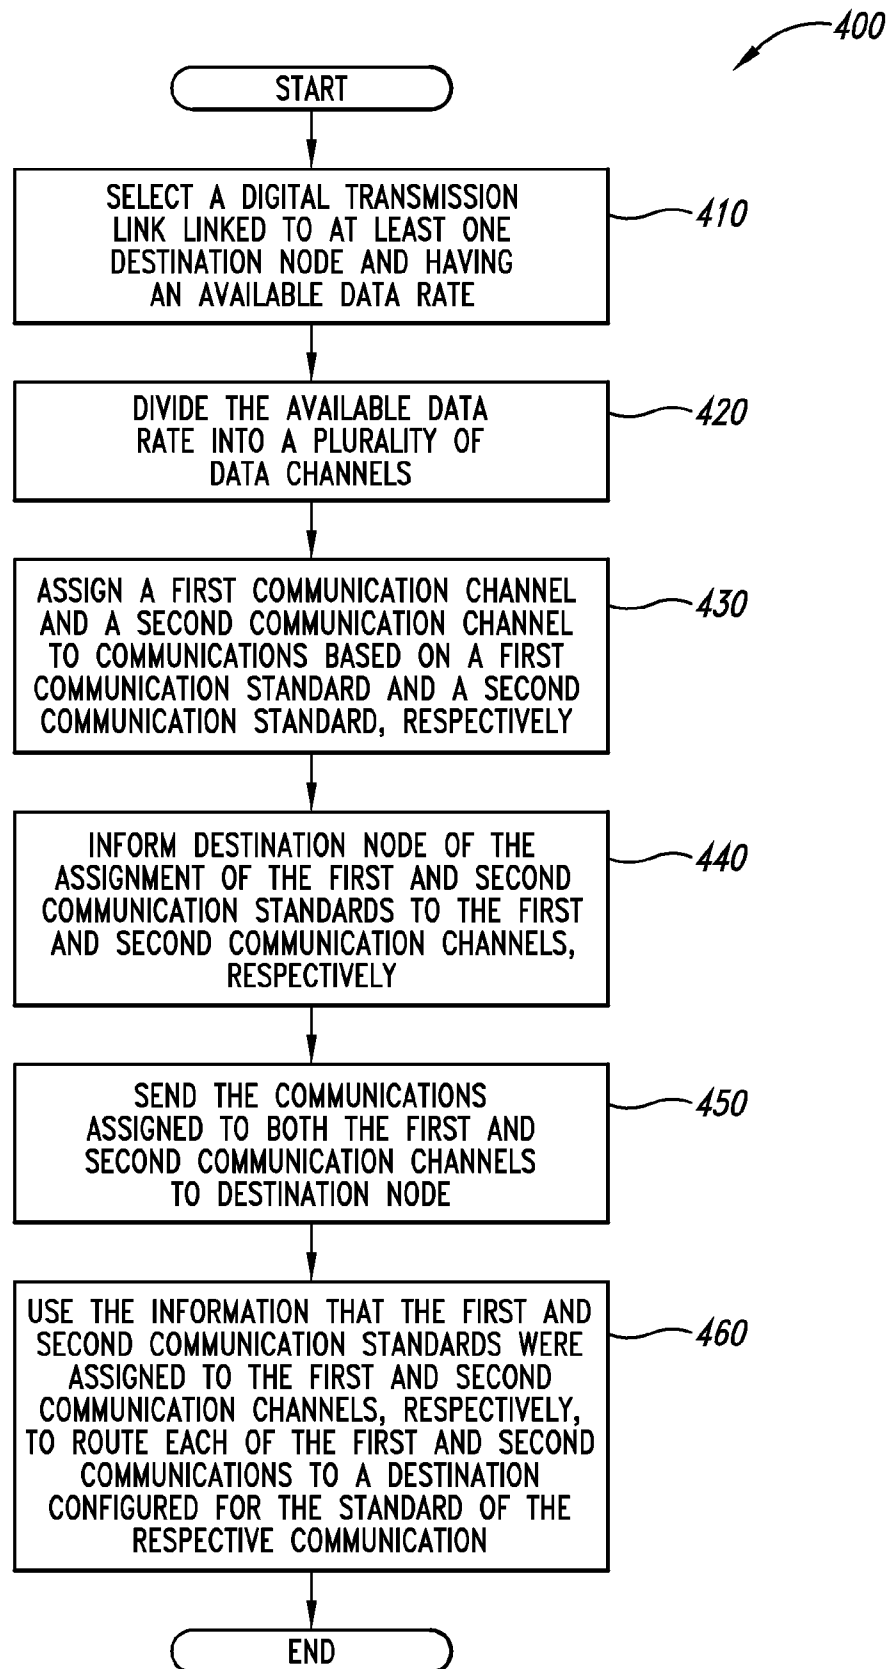 400
START
SELECT A DIGITAL TRANSMISSION
LINK LINKED TO AT LEAST ONE
DESTINATION NODE AND HAVING
AN AVAILABLE DATA RATE
410
DIVIDE THE AVAILABLE DATA
RATE INTO A PLURALITY OF
DATA CHANNELS
420
ASSIGN A FIRST COMMUNICATION CHANNEL
AND A SECOND COMMUNICATION CHANNEL
TO COMMUNICATIONS BASED ON A FIRST
COMMUNICATION STANDARD AND A SECOND
COMMUNICATION STANDARD, RESPECTIVELY
430
INFORM DESTINATION NODE OF THE
ASSIGNMENT OF THE FIRST AND SECOND
COMMUNICATION STANDARDS TO THE FIRST
AND SECOND COMMUNICATION CHANNELS,
RESPECTIVELY
440
SEND THE COMMUNICATIONS
ASSIGNED TO BOTH THE FIRST AND
SECOND COMMUNICATION CHANNELS
TO DESTINATION NODE
450
USE THE INFORMATION THAT THE FIRST AND
SECOND COMMUNICATION STANDARDS WERE
ASSIGNED TO THE FIRST AND SECOND
COMMUNICATION CHANNELS, RESPECTIVELY,
TO ROUTE EACH OF THE FIRST AND SECOND
COMMUNICATIONS TO A DESTINATION
CONFIGURED FOR THE STANDARD OF THE
RESPECTIVE COMMUNICATION
460
END